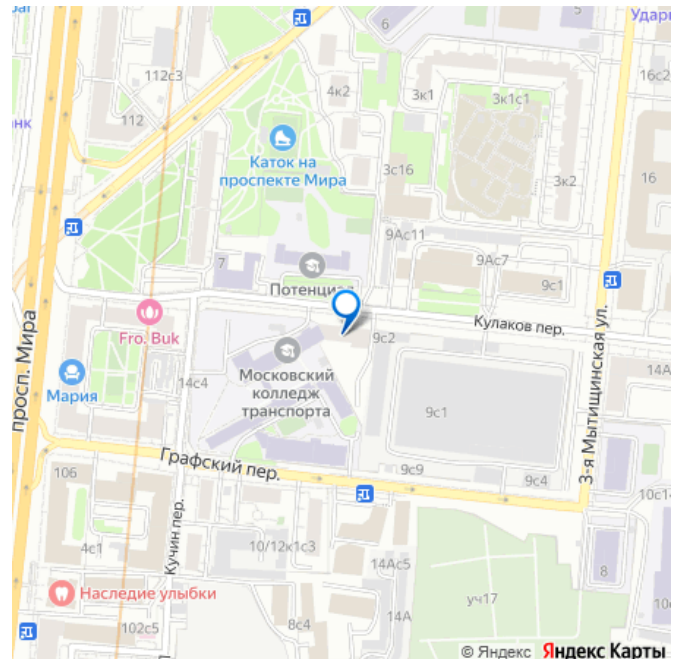 Удар
6
112с3
4к2
3к1
3к1с1
16с2
112
нк
Каток на
проспекте Мира
3с16
3к2
16
9Ас11
7
9Ас7
9с1
Потенциал
Кулаков пер.
просп. Мира
Fro. Buk
9с2
3-я Мытищинская ул.
14А
Мария
14с4
Московский
колледж
транспорта
9с1
Графский пер.
106
9с9
9с4
10с14
Кучин пер.
4с1
10/12к1с3
14Ас5
8
Наследие улыбки
уч17
102с5
8с4
14А
© Яндекс Яндекс Карты